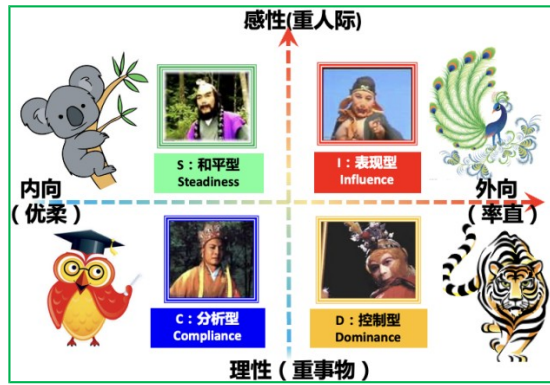 感性(重人际)
S：和平型
Steadiness
I：表现型
Influence
内向
（优柔）
外向
（率直）
C：分析型
Compliance
D：控制型
Dominance
理性（重事物）